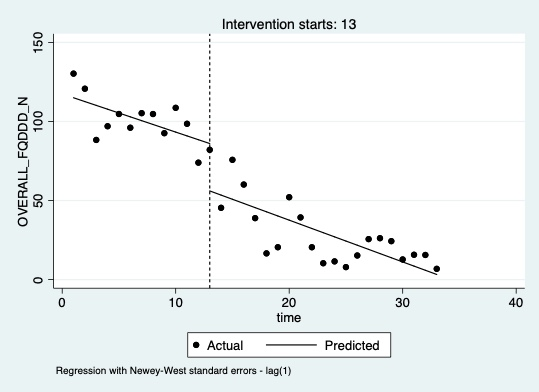 Intervention starts: 13
OVERALL_FQDDD_N
150
100
50
0
0 10 20 30 40
time
Actual Predicted
Regression with Newey-West standard errors - lag(1)